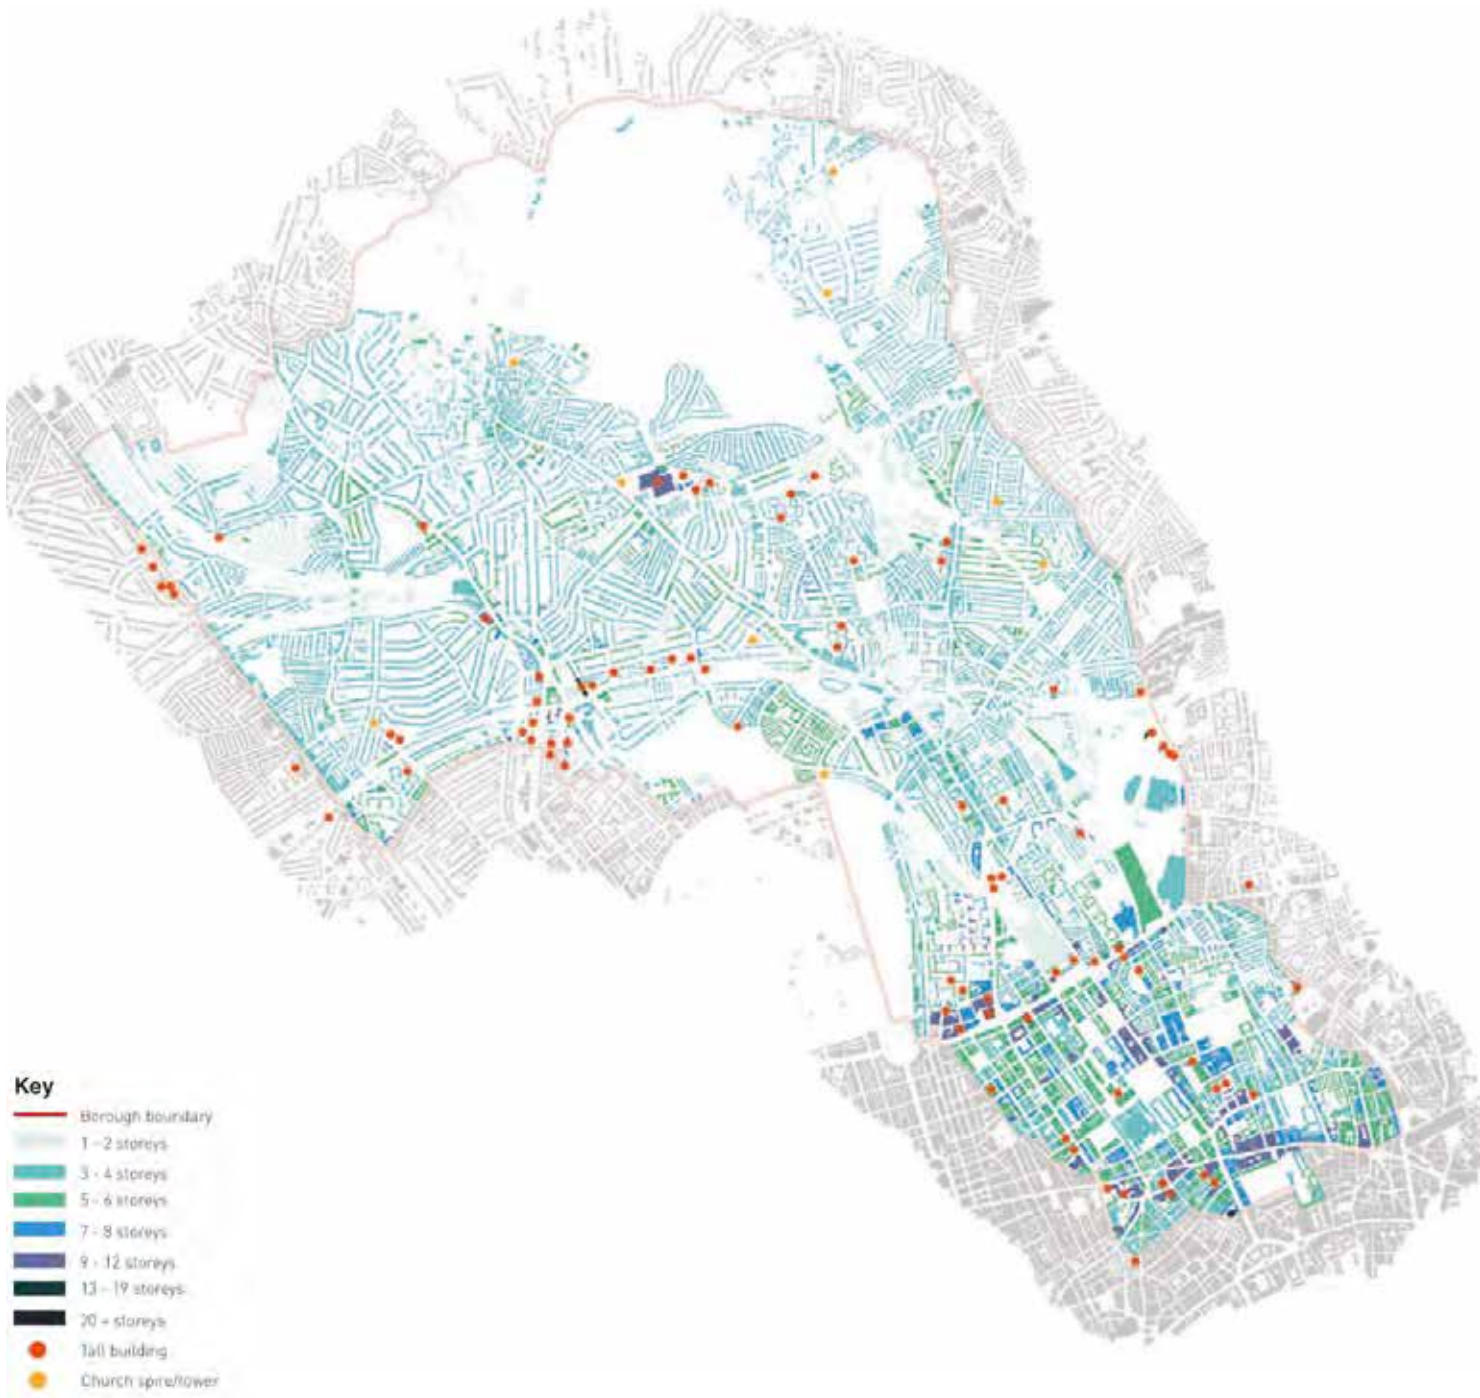 Key
Borough boundary
1 - 2 storeys
3 - 4 storeys
5 - 6 storeys
7 - 8 storeys
9 - 12 storeys
13 - 19 storeys
20 + storeys
Tall building
Church spire/tower